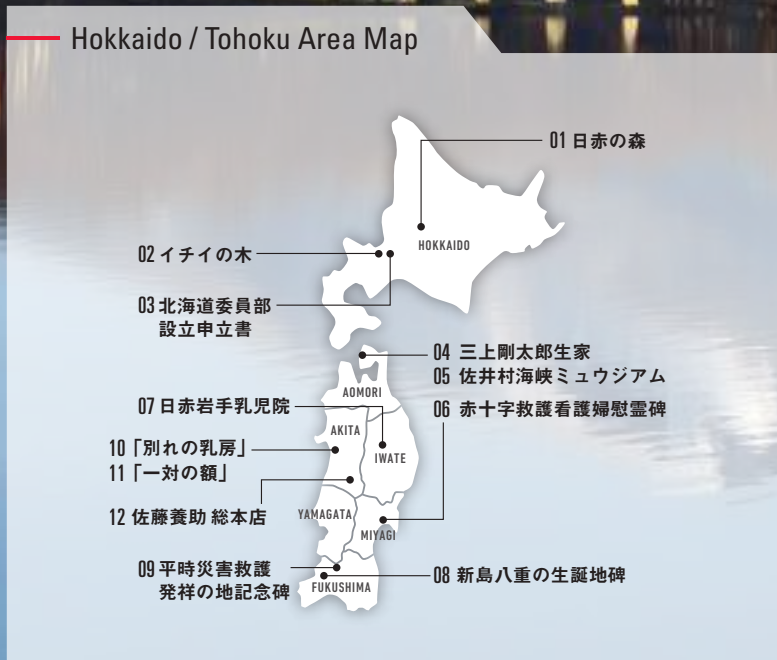 Hokkaido / Tohoku Area Map
01 日赤の森
HOKKAIDO
02 イチイの木
03 北海道委員部
設立申立書
04 三上剛太郎生家
05 佐井村海峡ミュウジアム
AOMORI
07 日赤岩手乳児院
06 赤十字救護看護婦慰霊碑
AKITA
10 「別れの乳房」
IWATE
11 「一対の額」
12 佐藤養助 総本店
YAMAGATA
MIYAGI
09 平時災害救護
発祥の地記念碑
08 新島八重の生誕地碑
FUKUSHIMA